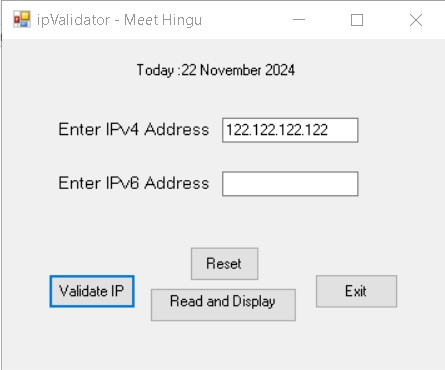 ipValidator - Meet Hingu
Today :22 November 2024
Enter IPv4 Address 122.122.122.122
Enter IPv6 Address
Reset
Validate IP
Read and Display
Exit